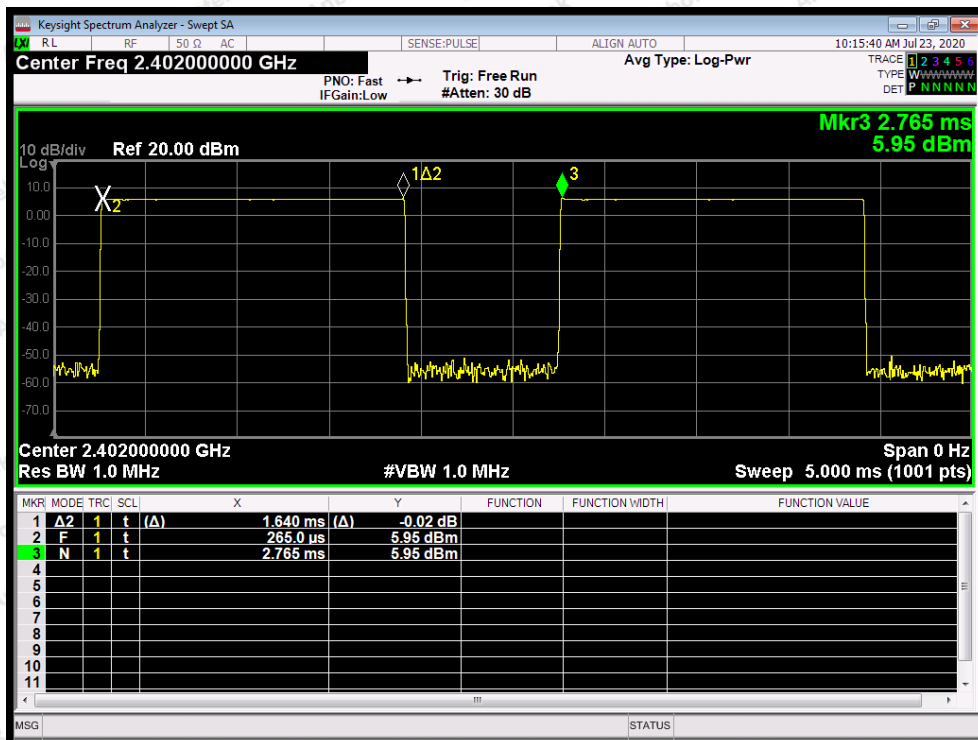 Keysight Spectrum Analyzer - Swept SA
LXI RL RF 50 Ω AC SENSE:PULSE ALIGN AUTO 10:15:40 AM Jul 23, 2020
Center Freq 2.402000000 GHz Avg Type: Log-Pwr TRACE 1 2 3 4 5 6
PNO: Fast Trig: Free Run TYPE WWWWWW
IFGain:Low #Atten: 30 dB DET P N N N N N
Mkr3 2.765 ms
10 dB/div Ref 20.00 dBm 5.95 dBm
Log
1Δ2 3
10.0
X2
0.00
-10.0
-20.0
-30.0
-40.0
-50.0
-60.0
-70.0
Center 2.402000000 GHz Span 0 Hz
Res BW 1.0 MHz #VBW 1.0 MHz Sweep 5.000 ms (1001 pts)
MKR MODE TRC SCL X Y FUNCTION FUNCTION WIDTH FUNCTION VALUE
1 Δ2 1 t (Δ) 1.640 ms (Δ) -0.02 dB
2 F 1 t 265.0 µs 5.95 dBm
3 N 1 t 2.765 ms 5.95 dBm
4
5
6
7
8
9
10
11
MSG STATUS